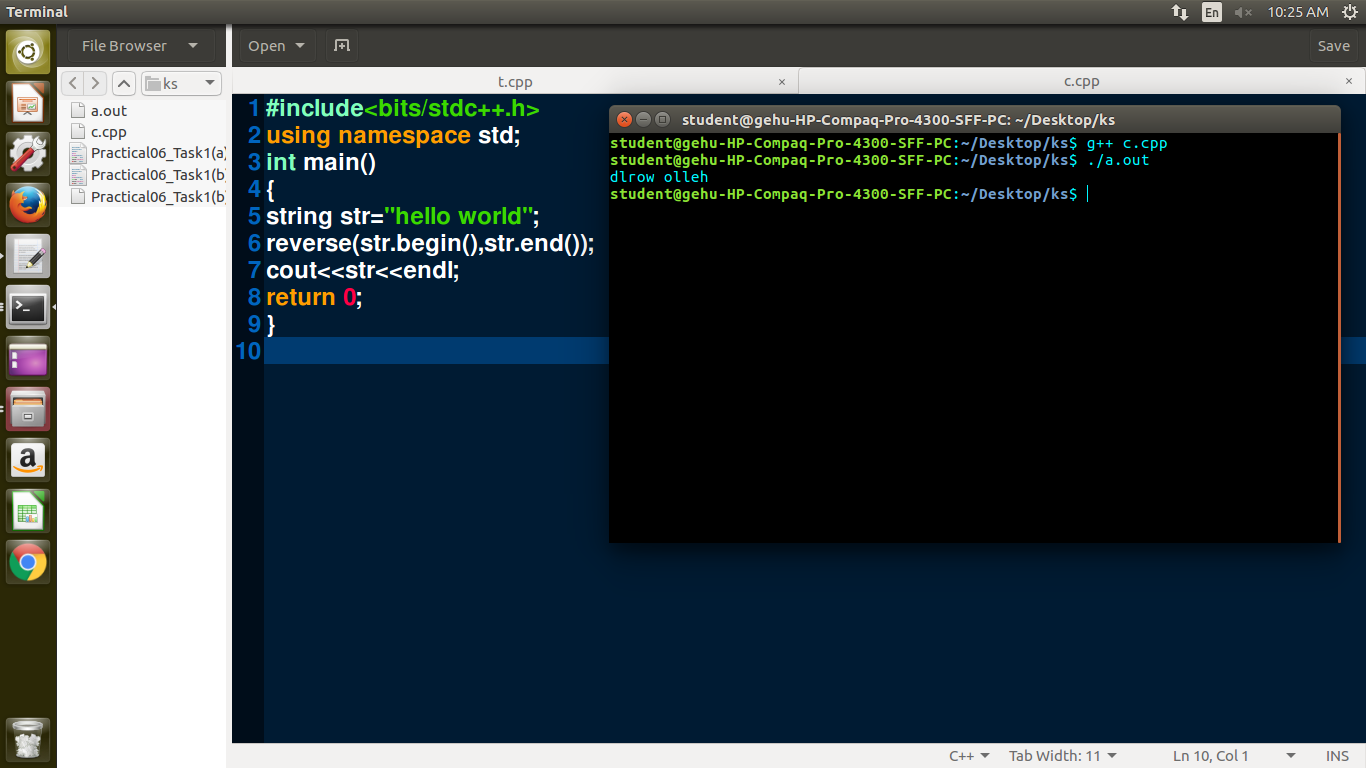 Terminal
En
10:25 AM
File Browser
Open
Save
ks
t.cpp
×
c.cpp
×
a.out
c.cpp
Practical06_Task1(a)
Practical06_Task1(b
Practical06_Task1(b
1 #include<bits/stdc++.h>
2 using namespace std;
3 int main()
4 {
5 string str="hello world";
6 reverse(str.begin(),str.end());
7 cout<<str<<endl;
8 return 0;
9 }
10
student@gehu-HP-Compaq-Pro-4300-SFF-PC: ~/Desktop/ks
student@gehu-HP-Compaq-Pro-4300-SFF-PC:~/Desktop/ks$ g++ c.cpp
student@gehu-HP-Compaq-Pro-4300-SFF-PC:~/Desktop/ks$ ./a.out
dlrow olleh
student@gehu-HP-Compaq-Pro-4300-SFF-PC:~/Desktop/ks$
C++ Tab Width: 11 Ln 10, Col 1 INS